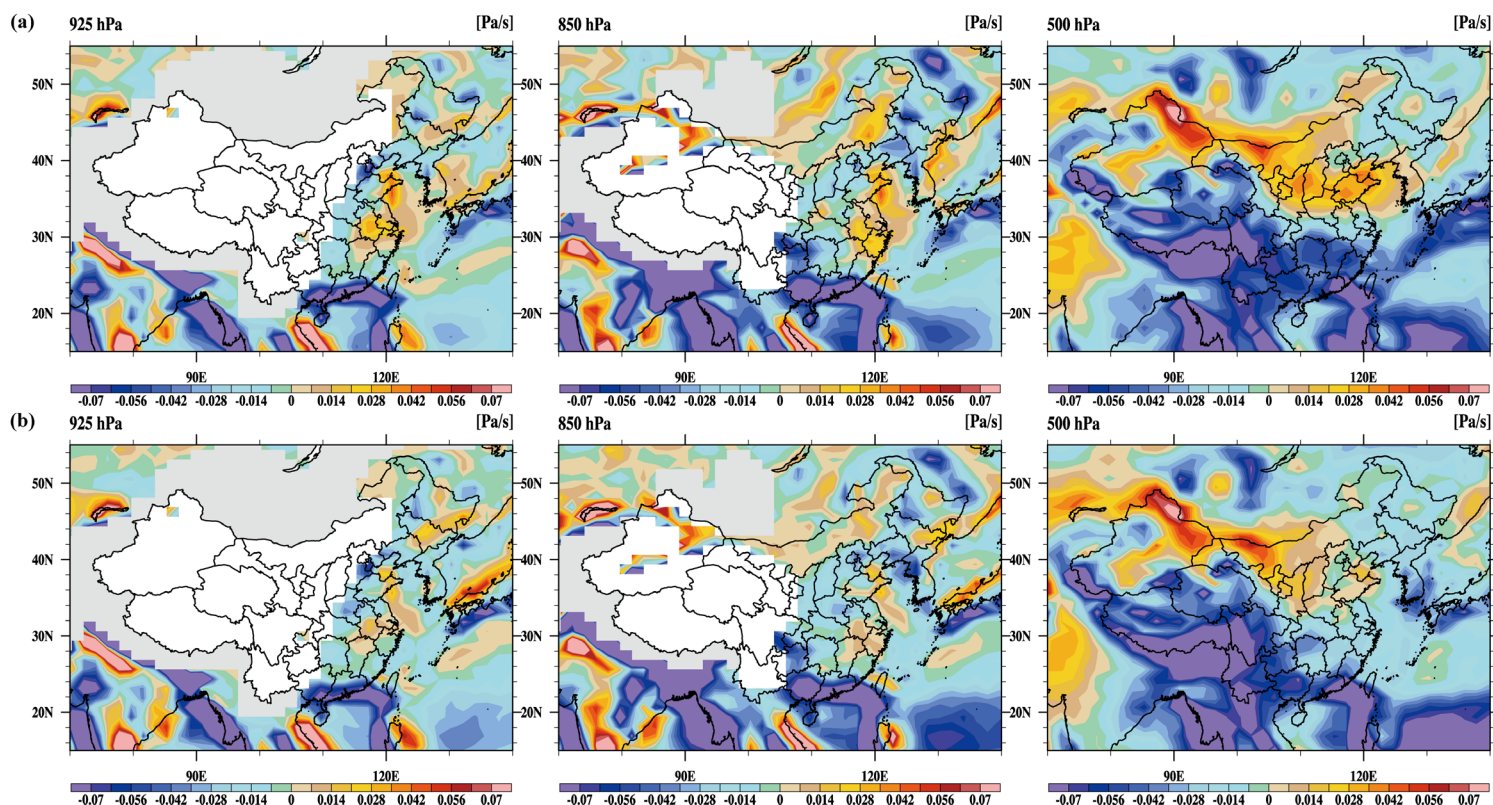 (a) 925 hPa [Pa/s] 850 hPa [Pa/s] 500 hPa [Pa/s]
50N 50N 50N
40N 40N 40N
30N 30N 30N
20N 20N 20N
90E 120E 90E 120E 90E 120E
-0.07 -0.056 -0.042 -0.028 -0.014 0 0.014 0.028 0.042 0.056 0.07 -0.07 -0.056 -0.042 -0.028 -0.014 0 0.014 0.028 0.042 0.056 0.07 -0.07 -0.056 -0.042 -0.028 -0.014 0 0.014 0.028 0.042 0.056 0.07
(b) 925 hPa [Pa/s] 850 hPa [Pa/s] 500 hPa [Pa/s]
50N 50N 50N
40N 40N 40N
30N 30N 30N
20N 20N 20N
90E 120E 90E 120E 90E 120E
-0.07 -0.056 -0.042 -0.028 -0.014 0 0.014 0.028 0.042 0.056 0.07 -0.07 -0.056 -0.042 -0.028 -0.014 0 0.014 0.028 0.042 0.056 0.07 -0.07 -0.056 -0.042 -0.028 -0.014 0 0.014 0.028 0.042 0.056 0.07